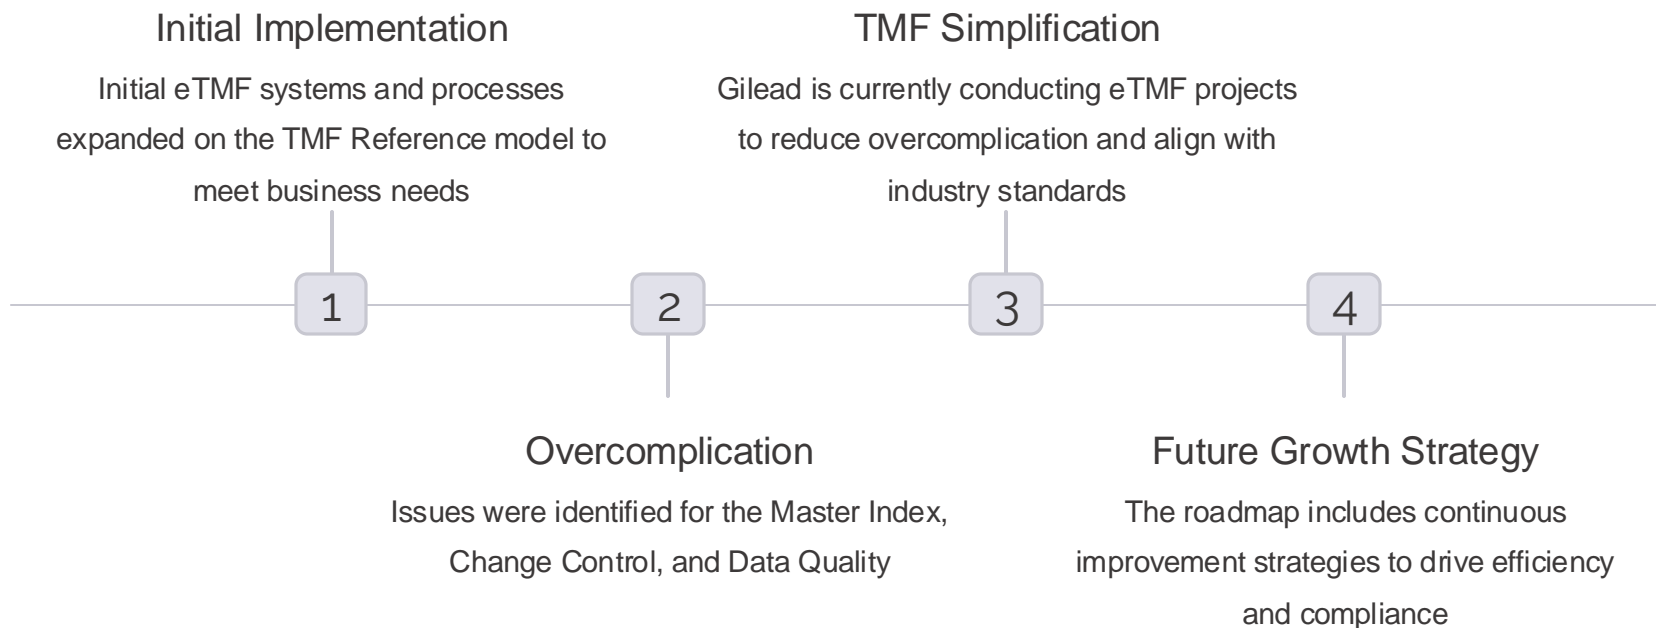 Initial Implementation
Initial eTMF systems and processes
expanded on the TMF Reference model to
meet business needs
TMF Simplification
Gilead is currently conducting eTMF projects
to reduce overcomplication and align with
industry standards
1
2
3
4
Overcomplication
Issues were identified for the Master Index,
Change Control, and Data Quality
Future Growth Strategy
The roadmap includes continuous
improvement strategies to drive efficiency
and compliance